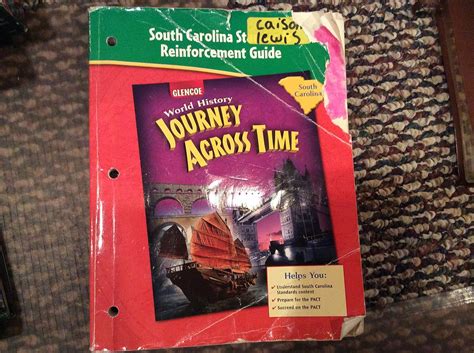 South Carolina St
caison
lewis
Reinforcement Guide
South
Carolina
GLENCOE
World History
JOURNEY
ACROSS TIME
Helps You:
✓ Understand South Carolina
Standards content
✓ Prepare for the PACT
✓ Succeed on the PACT